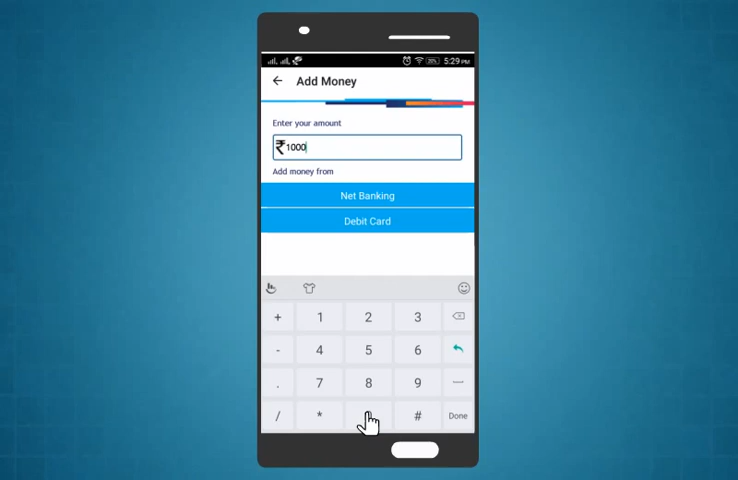 5:29 PM
Add Money
Enter your amount
₹1000
Add money from
Net Banking
Debit Card
+ 1 2 3
- 4 5 6
. 7 8 9
/ * # Done